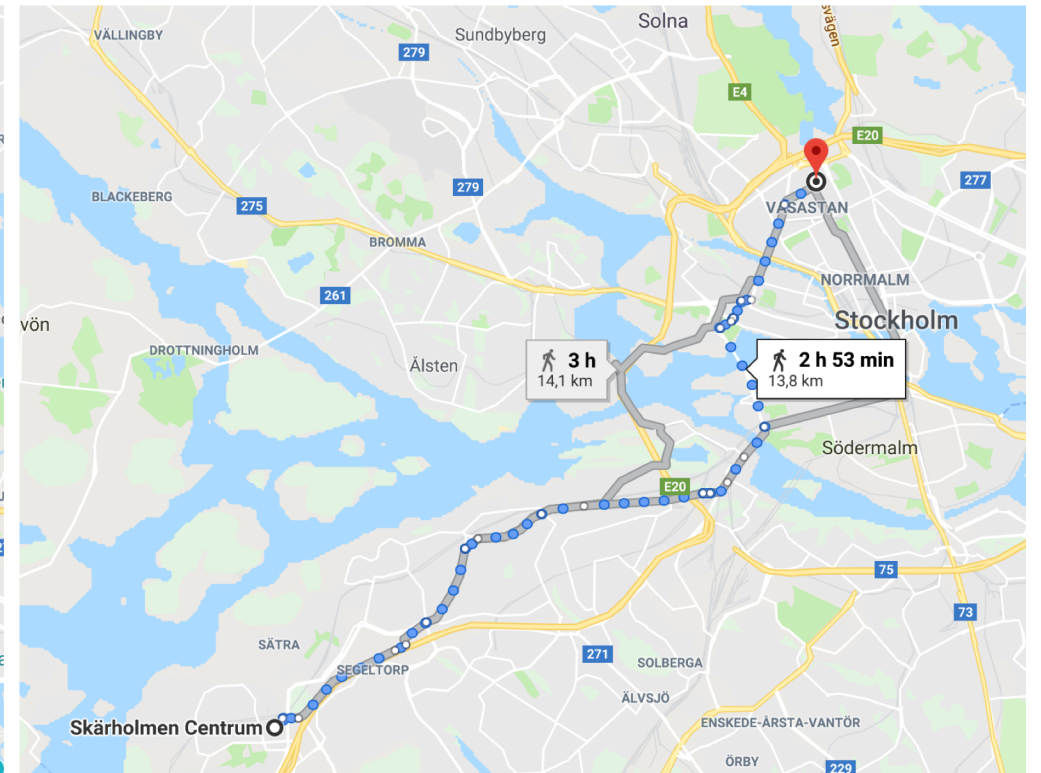 Solna
svägen
VÄLLINGBY
Sundbyberg
279
E4
E20
277
279
BLACKEBERG
275
VASASTAN
BROMMA
NORRMALM
261
Stockholm
vön
DROTTNINGHOLM
3 h
14,1 km
2 h 53 min
13,8 km
Älsten
Södermalm
E20
75
73
SÄTRA
271
SOLBERGA
SEGELTORP
ÄLVSJÖ
Skärholmen Centrum
ENSKEDE-ÅRSTA-VANTÖR
ÖRBY
229